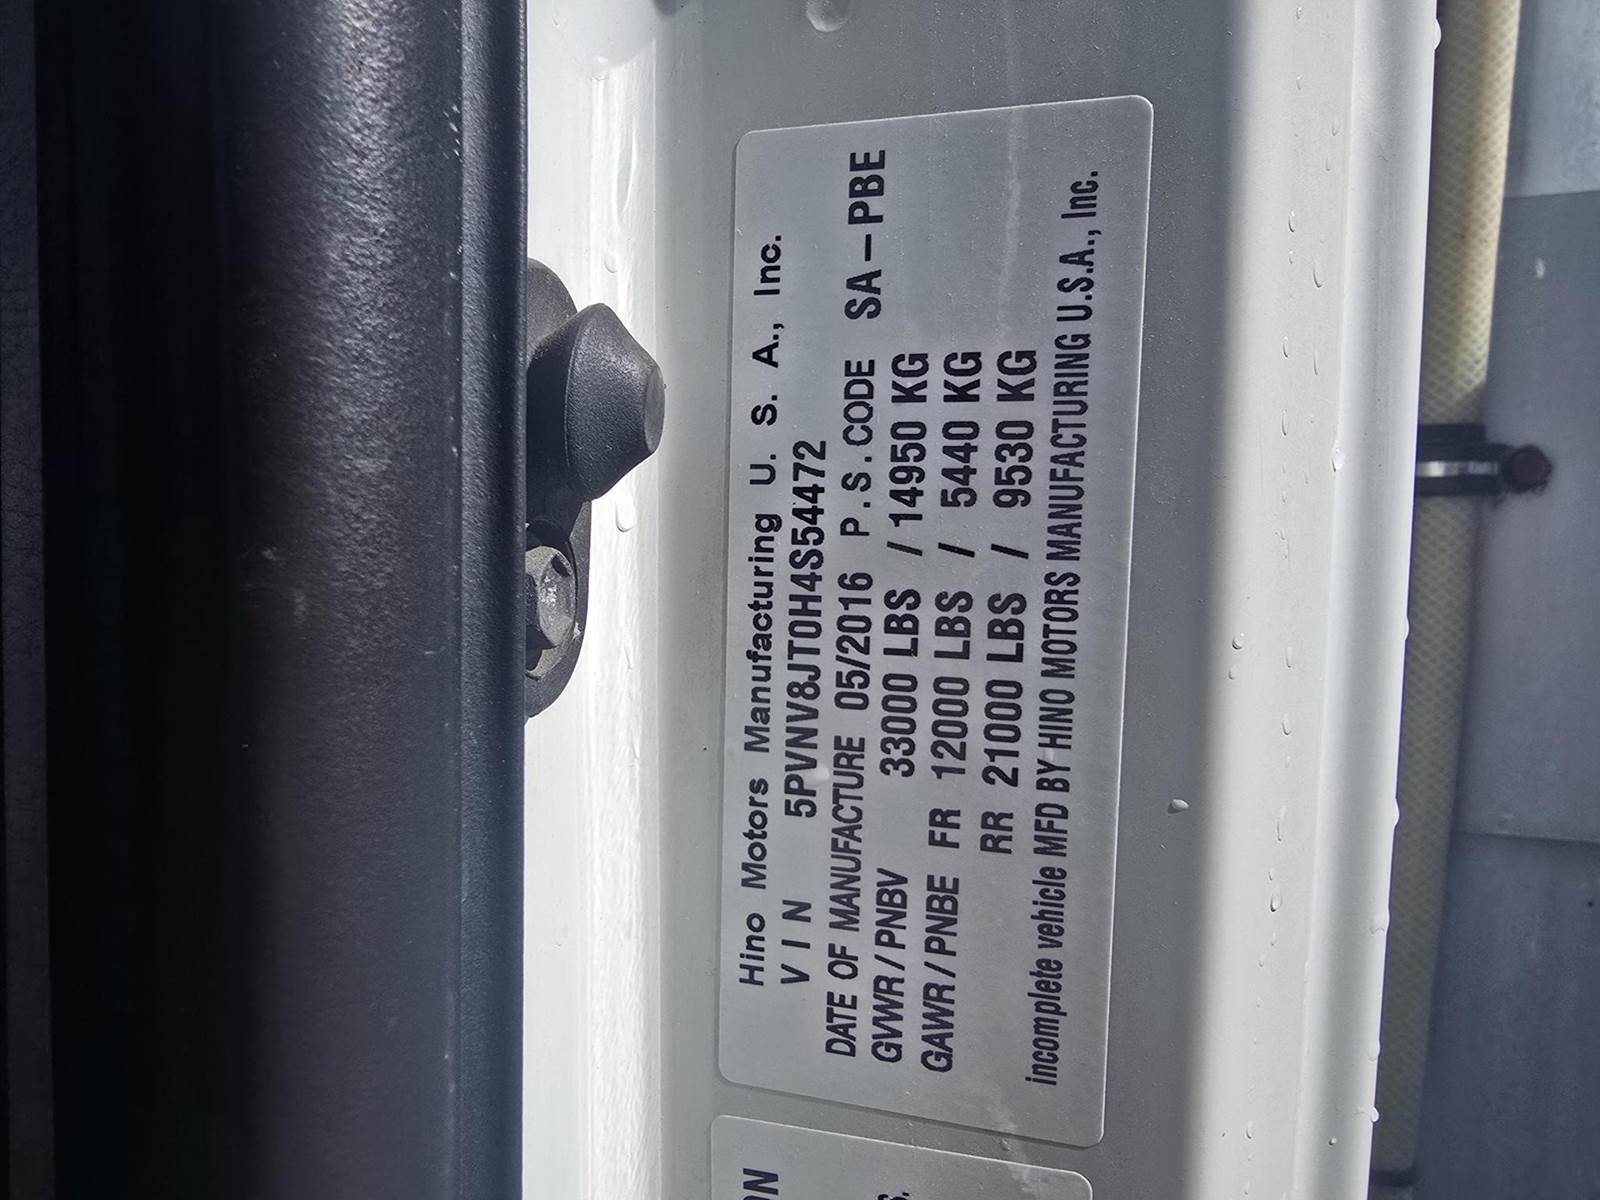 Hino Motors Manufacturing U. S. A., Inc.
VIN 5PVNV8JT0H4S54472
DATE OF MANUFACTURE 05/2016 P.S.CODE SA-PBE
GVWR/PNBV 33000 LBS / 14950 KG
GAWR/PNBE FR 12000 LBS / 5440 KG
RR 21000 LBS / 9530 KG
incomplete vehicle MFD BY HINO MOTORS MANUFACTURING U.S.A., Inc.